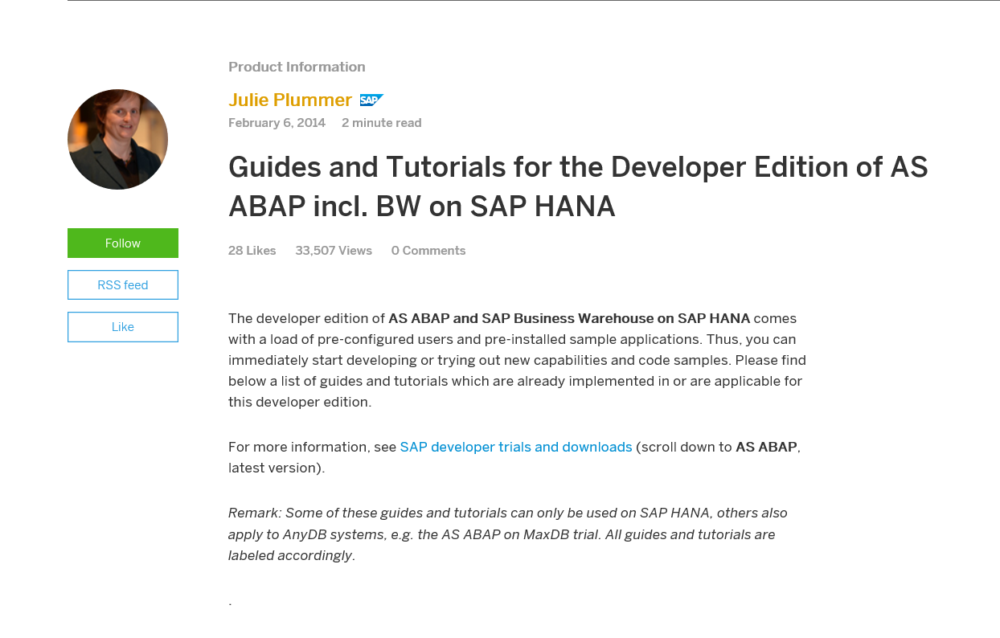 Product Information
Julie Plummer SAP
February 6, 2014 2 minute read
Guides and Tutorials for the Developer Edition of AS
ABAP incl. BW on SAP HANA
28 Likes 33,507 Views 0 Comments
Follow
RSS feed
Like
The developer edition of AS ABAP and SAP Business Warehouse on SAP HANA comes
with a load of pre-configured users and pre-installed sample applications. Thus, you can
immediately start developing or trying out new capabilities and code samples. Please find
below a list of guides and tutorials which are already implemented in or are applicable for
this developer edition.
For more information, see SAP developer trials and downloads (scroll down to AS ABAP,
latest version).
Remark: Some of these guides and tutorials can only be used on SAP HANA, others also
apply to AnyDB systems, e.g. the AS ABAP on MaxDB trial. All guides and tutorials are
labeled accordingly.
.